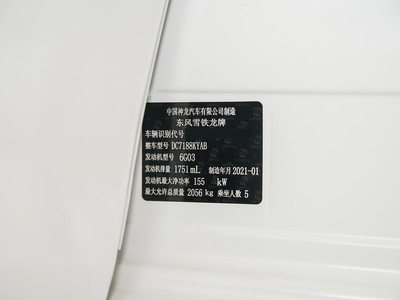 中国神龙汽车有限公司制造
东风雪铁龙牌
车辆识别代号
整车型号 DC7188KYAB
发动机型号 6G03
发动机排量 1751mL 制造年月 2021-01
发动机最大净功率 155 kW
最大允许总质量 2056 kg 乘坐人数 5